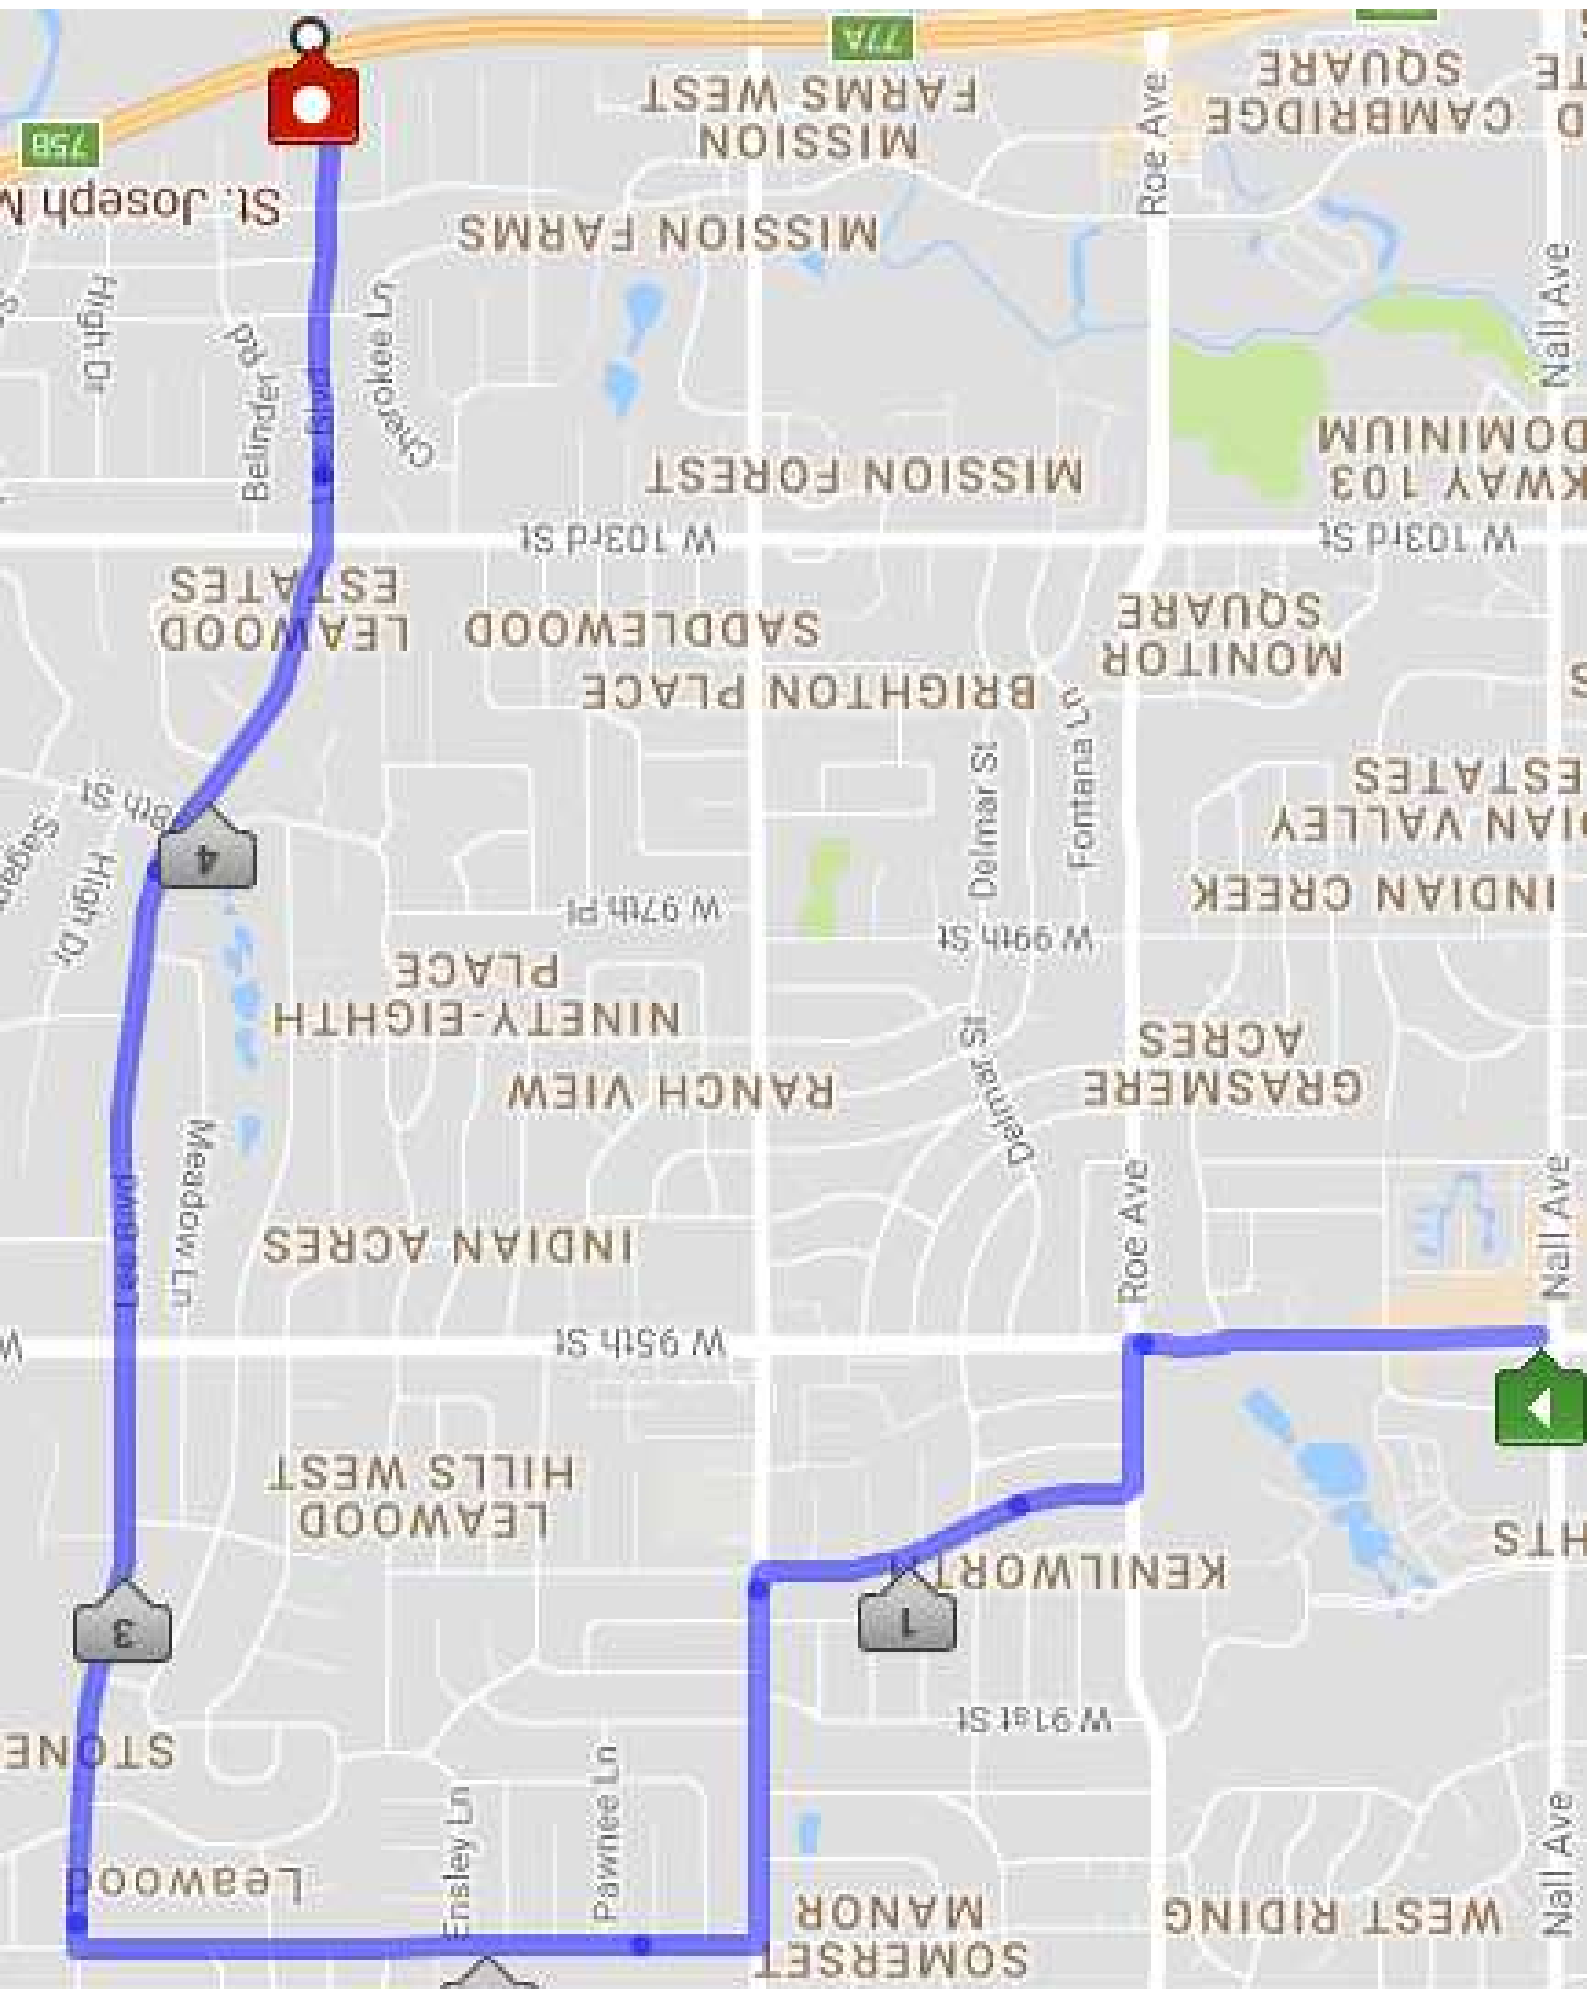 SOMERSET
MANOR
WEST RIDING
Nall Ave
Pawnee Ln
Ensley Ln
Leawood
STONE
W 91st St
3
1
KENILWORTH
HTS
LEAWOOD
HILLS WEST
W 95th St
W
Nall Ave
Roe Ave
INDIAN ACRES
Meadow Ln
Lee Blvd
GRASMERE
ACRES
Delmar St
RANCH VIEW
NINETY-EIGHTH
PLACE
W 99th St
W 97th Pl
INDIAN CREEK
IAN VALLEY
ESTATES
Fontana Ln
Delmar St
4
High Dr
8th St
BRIGHTON PLACE
MONITOR
SQUARE
SADDLEWOOD
LEAWOOD
ESTATES
W 103rd St
W 103rd St
KWAY 103
DOMINIUM
MISSION FOREST
Nall Ave
Cherokee Ln
Blvd
Belinder Rd
High Dr
MISSION FARMS
St. Joseph M
Roe Ave
MISSION
FARMS WEST
CAMBRIDGE
SQUARE
D
TE
75B
77A